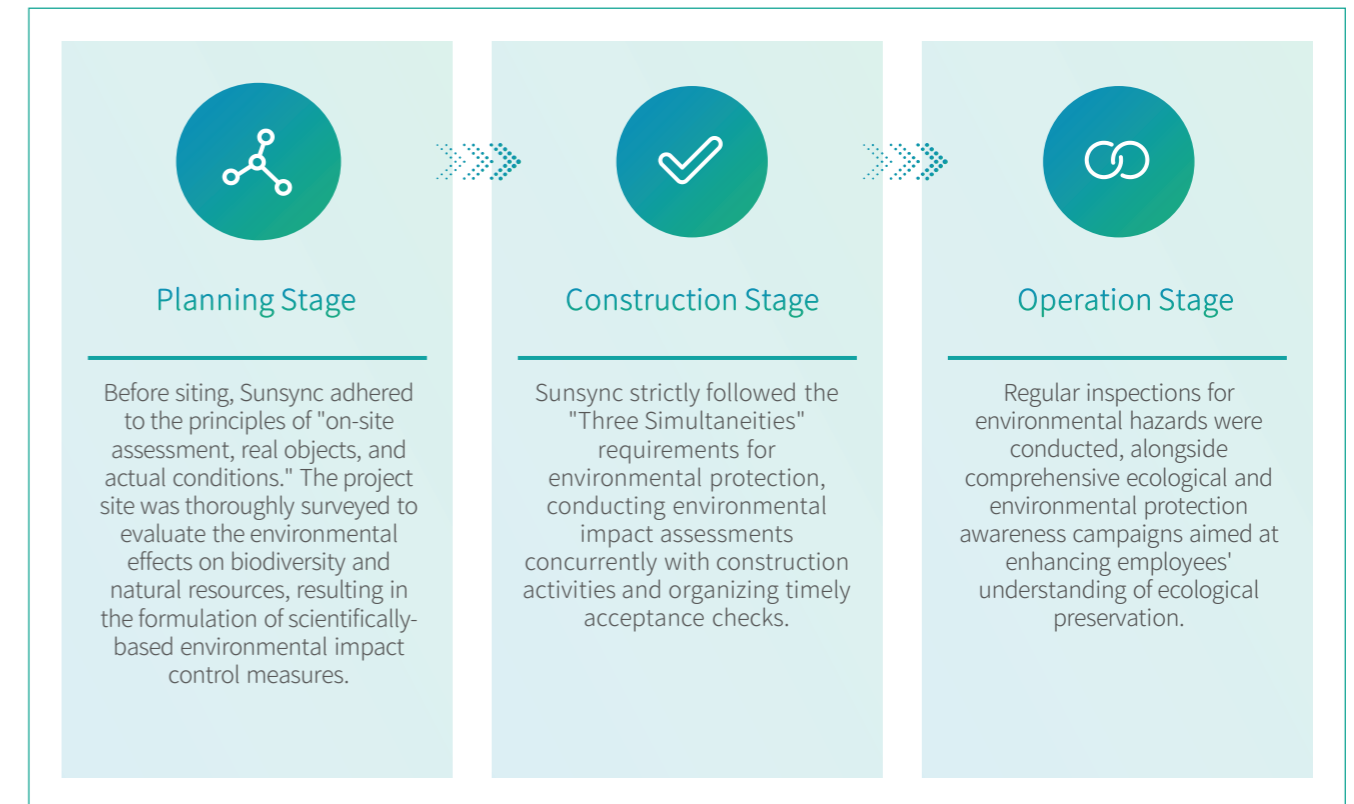 Planning Stage
Before siting, Sunsync adhered
to the principles of "on-site
assessment, real objects, and
actual conditions." The project
site was thoroughly surveyed to
evaluate the environmental
effects on biodiversity and
natural resources, resulting in
the formulation of scientifically-
based environmental impact
control measures.
Construction Stage
Sunsync strictly followed the
"Three Simultaneities"
requirements for
environmental protection,
conducting environmental
impact assessments
concurrently with construction
activities and organizing timely
acceptance checks.
Operation Stage
Regular inspections for
environmental hazards were
conducted, alongside
comprehensive ecological and
environmental protection
awareness campaigns aimed at
enhancing employees'
understanding of ecological
preservation.